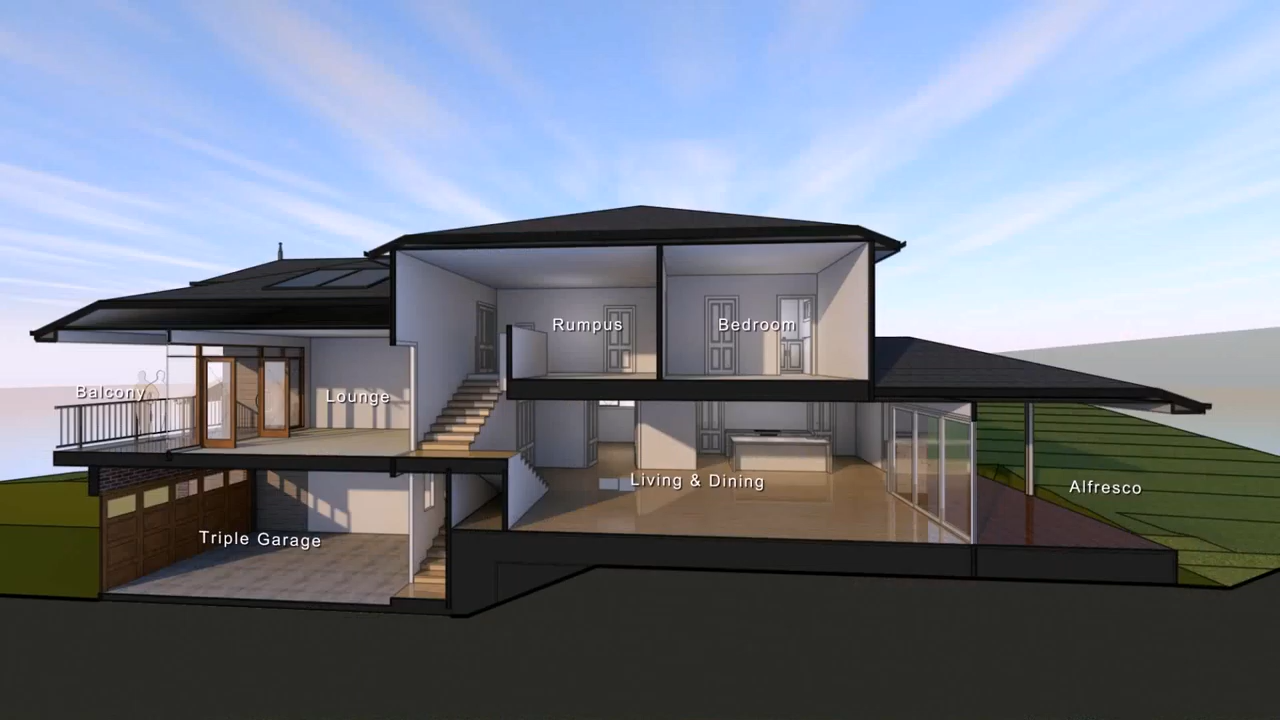 Rumpus
Bedroom
Balcony
Lounge
Living & Dining
Alfresco
Triple Garage